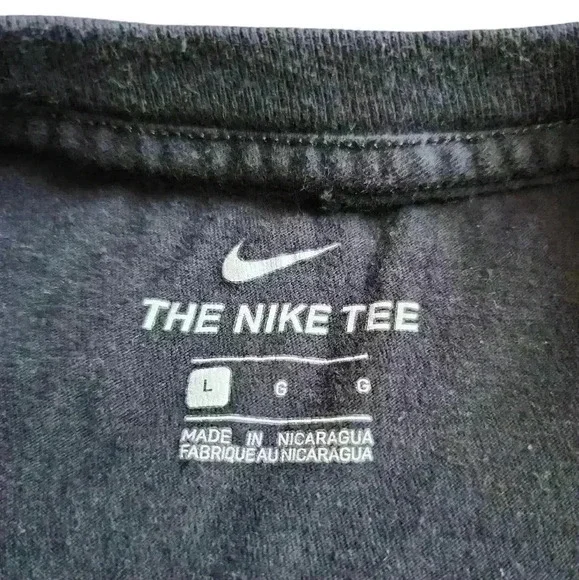 THE NIKE TEE
L G G
MADE IN NICARAGUA
FABRIQUE AU NICARAGUA